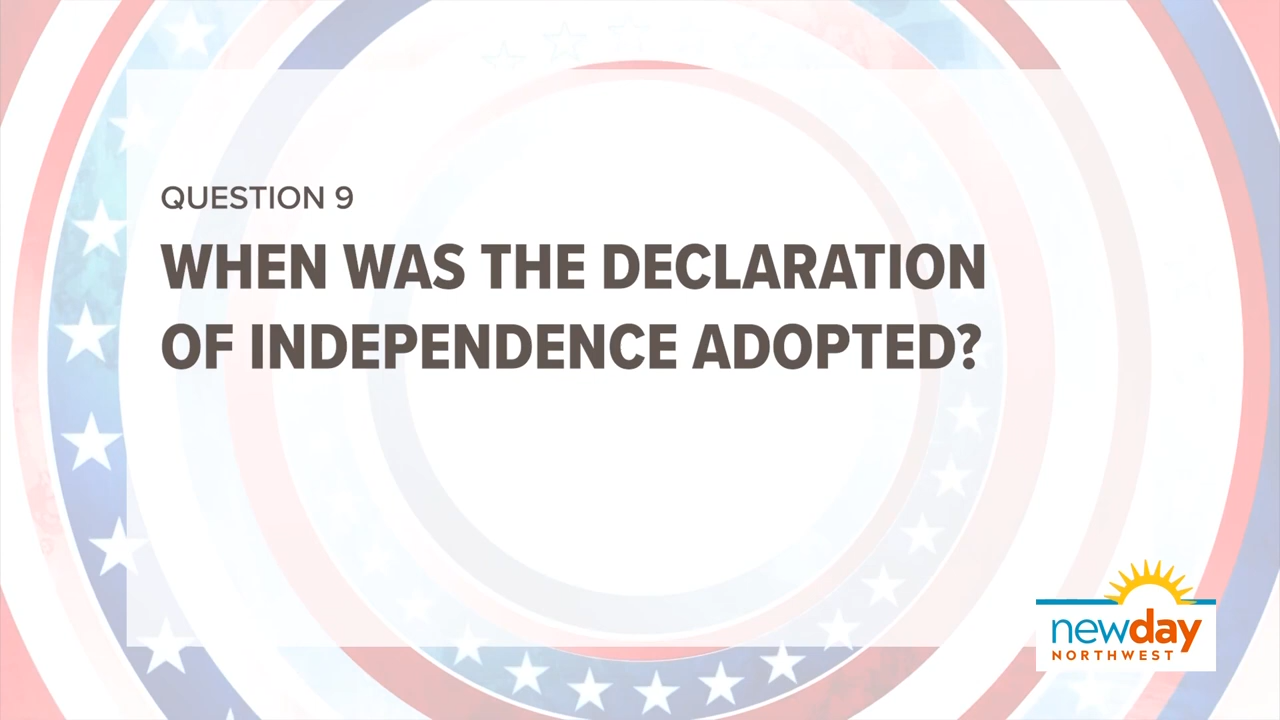 QUESTION 9
WHEN WAS THE DECLARATION
OF INDEPENDENCE ADOPTED?
newday
NORTHWEST